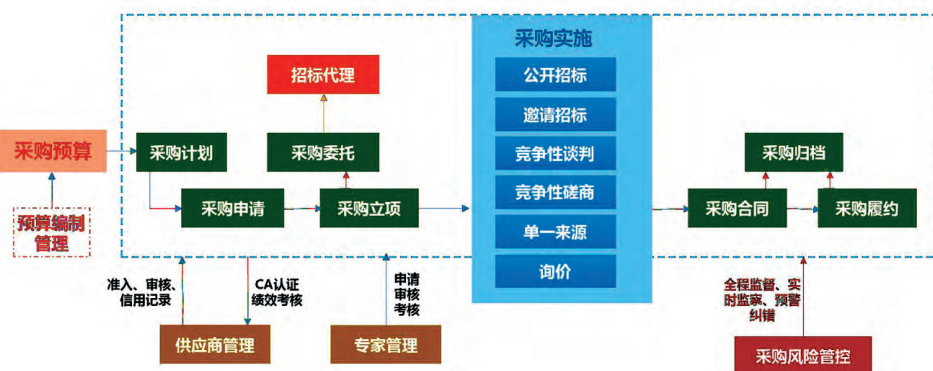 采购实施
招标代理
公开招标
邀请招标
采购预算
采购计划
采购委托
竞争性谈判
采购归档
采购申请
采购立项
竞争性磋商
采购合同
采购履约
预算编制
管理
单一来源
询价
准入、审核、
信用记录
CA认证
绩效考核
申请
审核
考核
全程监督、实
时监察、预警
纠错
供应商管理
专家管理
采购风险管控